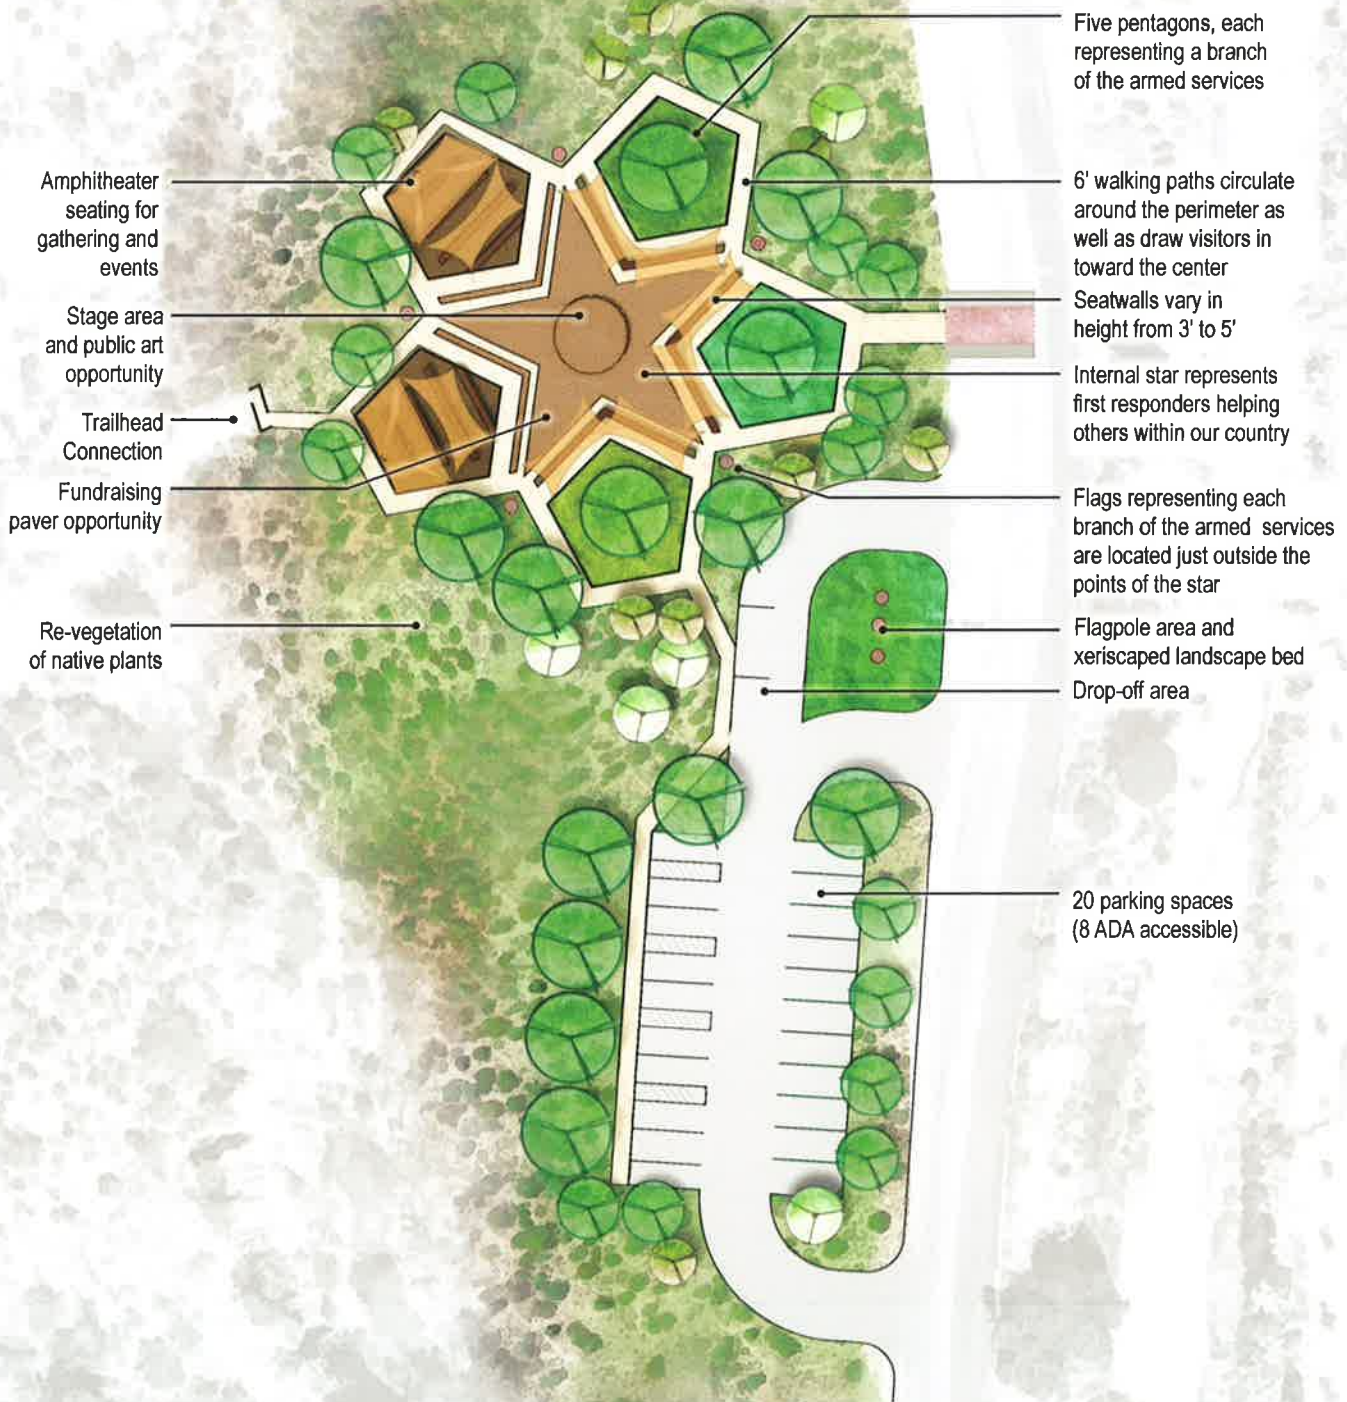 Five pentagons, each
representing a branch
of the armed services
Amphitheater
seating for
gathering and
events
6' walking paths circulate
around the perimeter as
well as draw visitors in
toward the center
Stage area
and public art
opportunity
Seatwalls vary in
height from 3' to 5'
Internal star represents
first responders helping
others within our country
Trailhead
Connection
Fundraising
paver opportunity
Flags representing each
branch of the armed services
are located just outside the
points of the star
Re-vegetation
of native plants
Flagpole area and
xeriscaped landscape bed
Drop-off area
20 parking spaces
(8 ADA accessible)